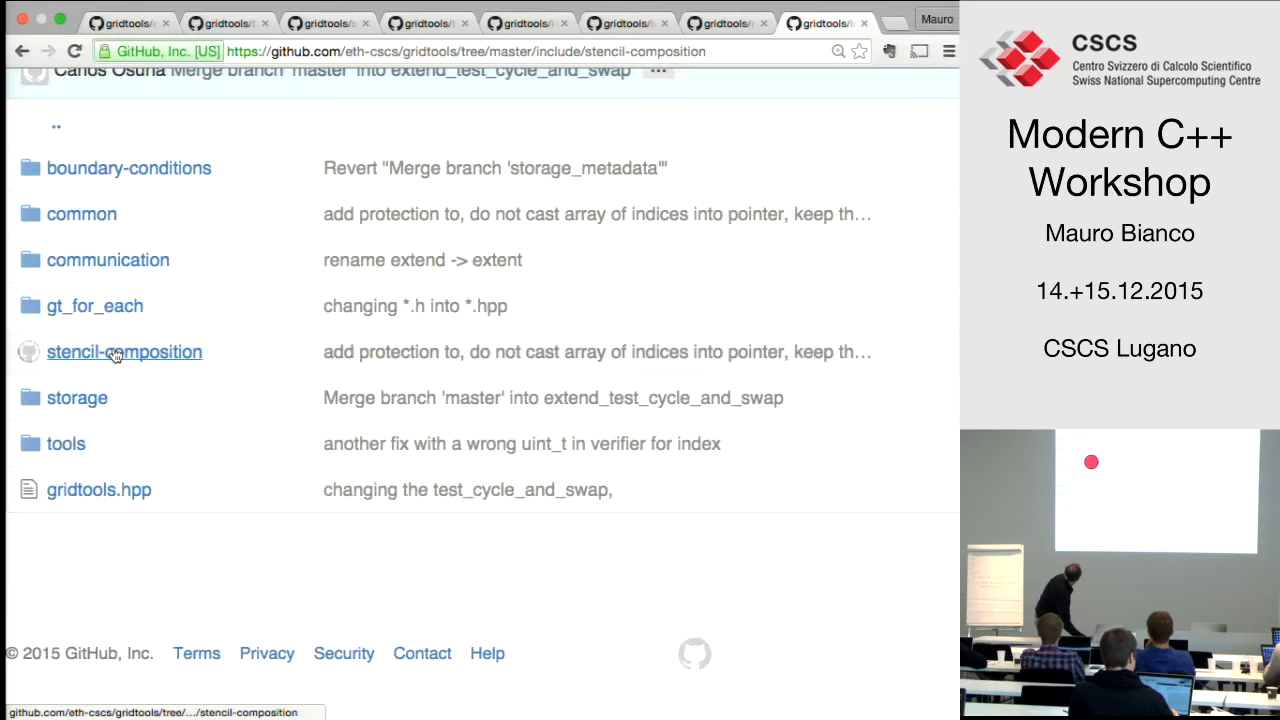 gridtools/ gridtools/ gridtools/ gridtools/ gridtools/ gridtools/ gridtools/ gridtools/ Mauro
GitHub, Inc. [US] https://github.com/eth-cscs/gridtools/tree/master/include/stencil-composition
Carlos Osuna Merge branch 'master' into extend_test_cycle_and_swap ...
..
boundary-conditions Revert "Merge branch 'storage_metadata'"
common add protection to, do not cast array of indices into pointer, keep th...
communication rename extend -> extent
gt_for_each changing *.h into *.hpp
stencil-composition add protection to, do not cast array of indices into pointer, keep th...
storage Merge branch 'master' into extend_test_cycle_and_swap
tools another fix with a wrong uint_t in verifier for index
gridtools.hpp changing the test_cycle_and_swap,
© 2015 GitHub, Inc. Terms Privacy Security Contact Help
github.com/eth-cscs/gridtools/tree/.../stencil-composition
CSCS
Centro Svizzero di Calcolo Scientifico
Swiss National Supercomputing Centre
Modern C++
Workshop
Mauro Bianco
14.+15.12.2015
CSCS Lugano